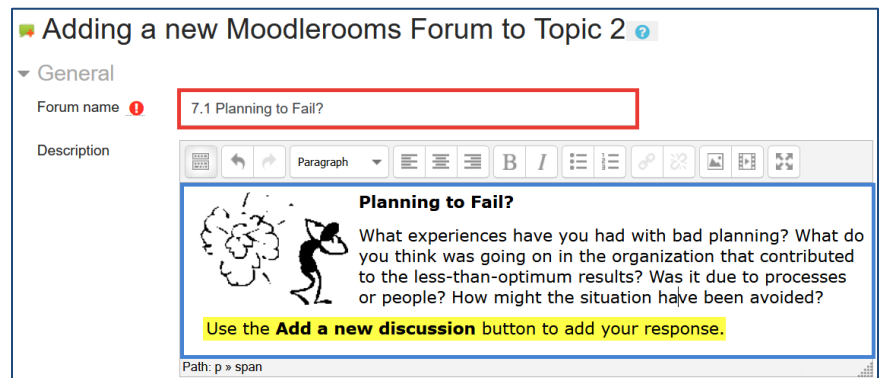 Adding a new Moodlerooms Forum to Topic 2
General
Forum name
7.1 Planning to Fail?
Description
Paragraph
B I
Planning to Fail?
What experiences have you had with bad planning? What do
you think was going on in the organization that contributed
to the less-than-optimum results? Was it due to processes
or people? How might the situation have been avoided?
Use the Add a new discussion button to add your response.
Path: p » span